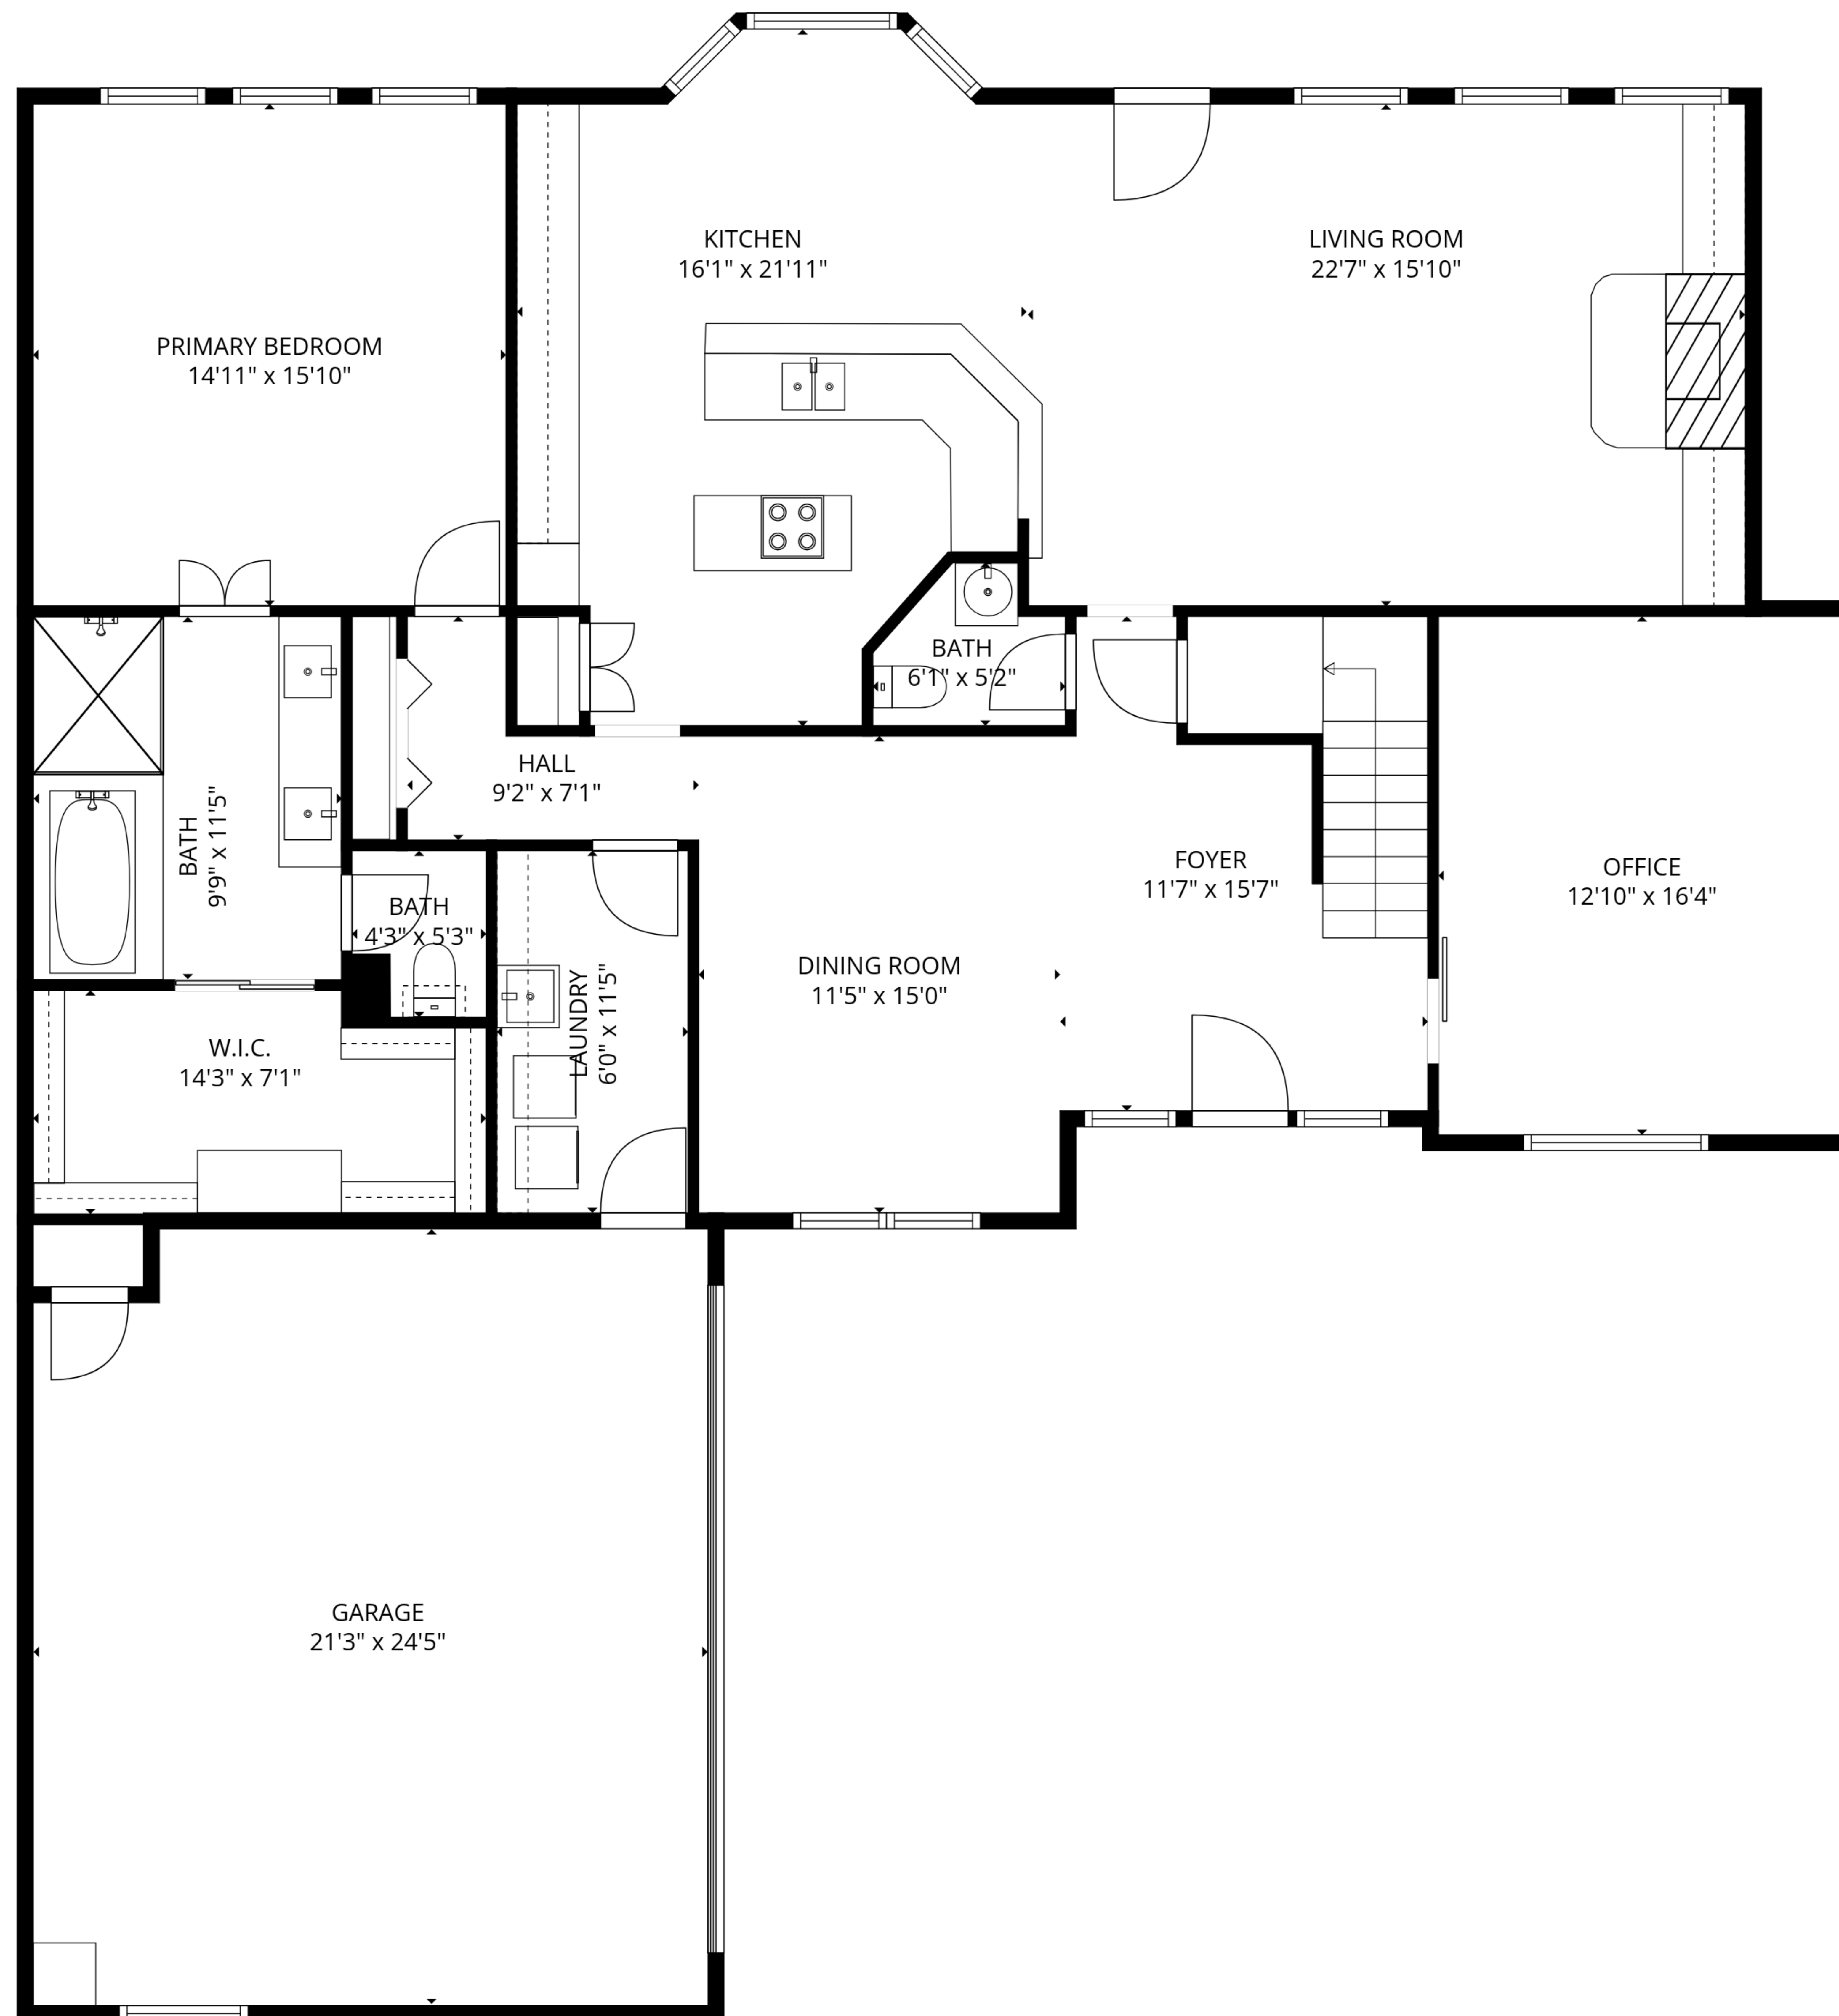 KITCHEN
16'1" x 21'11"
LIVING ROOM
22'7" x 15'10"
PRIMARY BEDROOM
14'11" x 15'10"
BATH
6'1" x 5'2"
HALL
9'2" x 7'1"
BATH
9'9" x 11'5"
FOYER
11'7" x 15'7"
OFFICE
12'10" x 16'4"
BATH
4'3" x 5'3"
DINING ROOM
11'5" x 15'0"
LAUNDRY
6'0" x 11'5"
W.I.C.
14'3" x 7'1"
GARAGE
21'3" x 24'5"